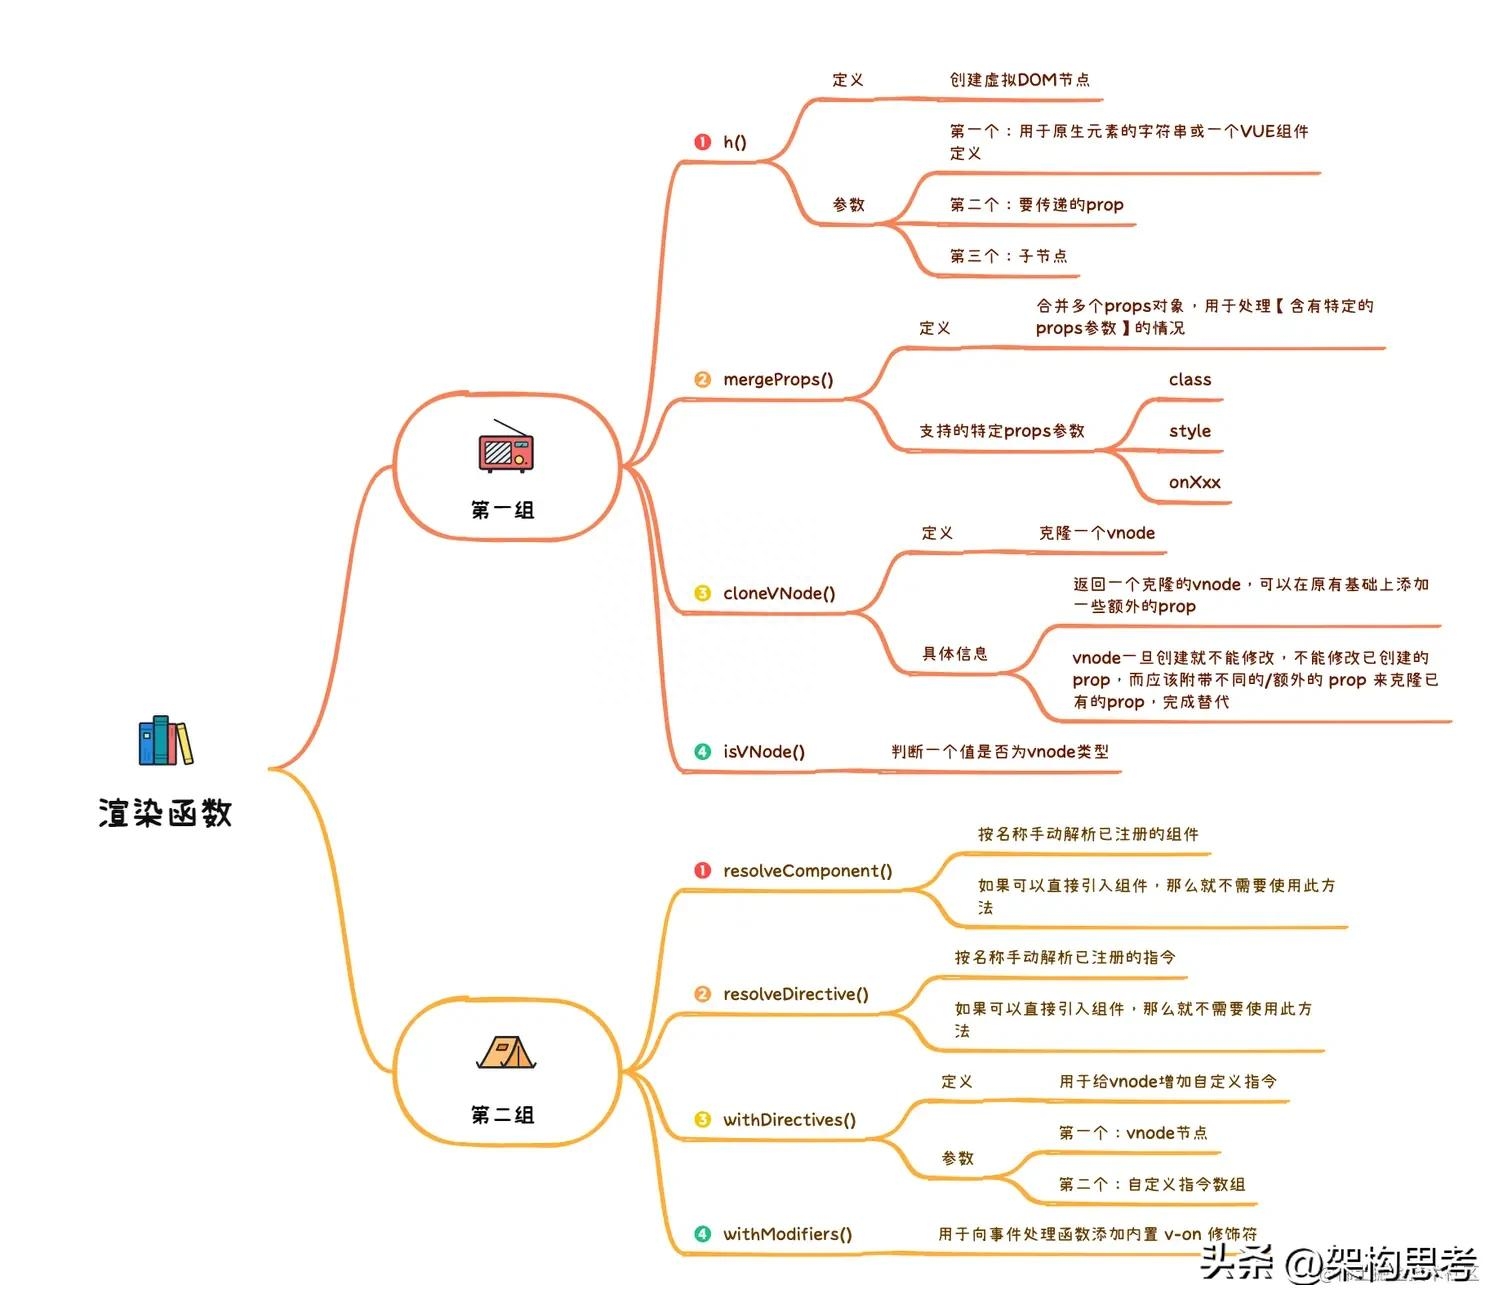 渲染函数
第一组
❶ h()
定义
创建虚拟DOM节点
参数
第一个：用于原生元素的字符串或一个VUE组件
定义
第二个：要传递的prop
第三个：子节点
❷ mergeProps()
定义
合并多个props对象，用于处理【含有特定的
props参数】的情况
支持的特定props参数
class
style
onXxx
❸ cloneVNode()
定义
克隆一个vnode
具体信息
返回一个克隆的vnode，可以在原有基础上添加
一些额外的prop
vnode一旦创建就不能修改，不能修改已创建的
prop，而应该附带不同的/额外的 prop 来克隆已
有的prop，完成替代
❹ isVNode()
判断一个值是否为vnode类型
第二组
❶ resolveComponent()
按名称手动解析已注册的组件
如果可以直接引入组件，那么就不需要使用此方
法
❷ resolveDirective()
按名称手动解析已注册的指令
如果可以直接引入组件，那么就不需要使用此方
法
❸ withDirectives()
定义
用于给vnode增加自定义指令
参数
第一个：vnode节点
第二个：自定义指令数组
❹ withModifiers()
用于向事件处理函数添加内置 v-on 修饰符
头条 @架构思考